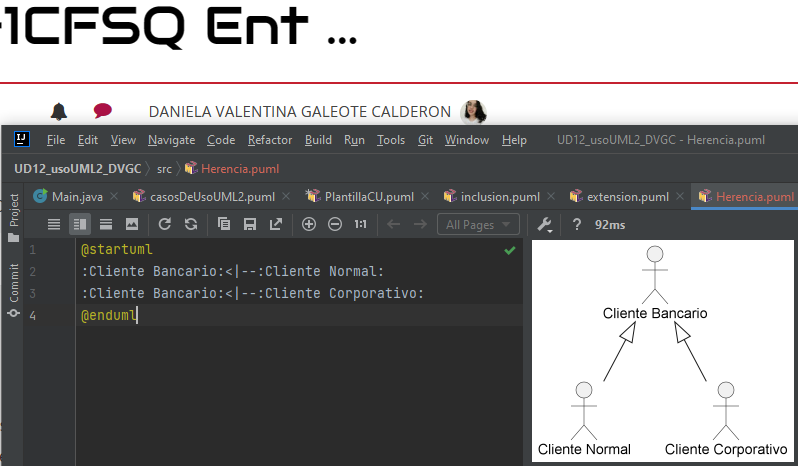 1CFSQ Ent ...
DANIELA VALENTINA GALEOTE CALDERON
IJ File Edit View Navigate Code Refactor Build Run Tools Git Window Help UD12_usoUML2_DVGC - Herencia.puml
UD12_usoUML2_DVGC src Herencia.puml
Main.java casosDeUsoUML2.puml PlantillaCU.puml inclusion.puml extension.puml Herencia.puml
1:1 All Pages ? 92ms
Project
Commit
1 @startuml
2 :Cliente Bancario:<|--:Cliente Normal:
3 :Cliente Bancario:<|--:Cliente Corporativo:
4 @enduml
Cliente Bancario
Cliente Normal Cliente Corporativo